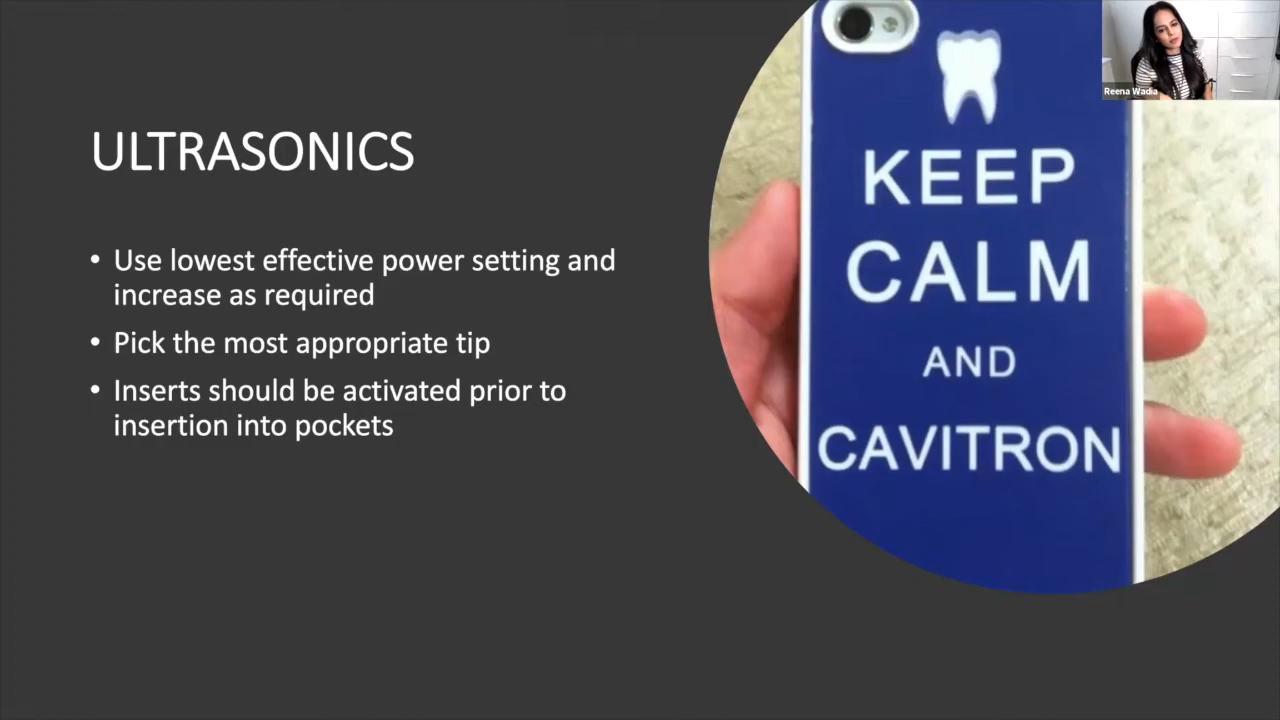 ULTRASONICS
• Use lowest effective power setting and
increase as required
• Pick the most appropriate tip
• Inserts should be activated prior to
insertion into pockets
KEEP
CALM
AND
CAVITRON
Reena Wadia